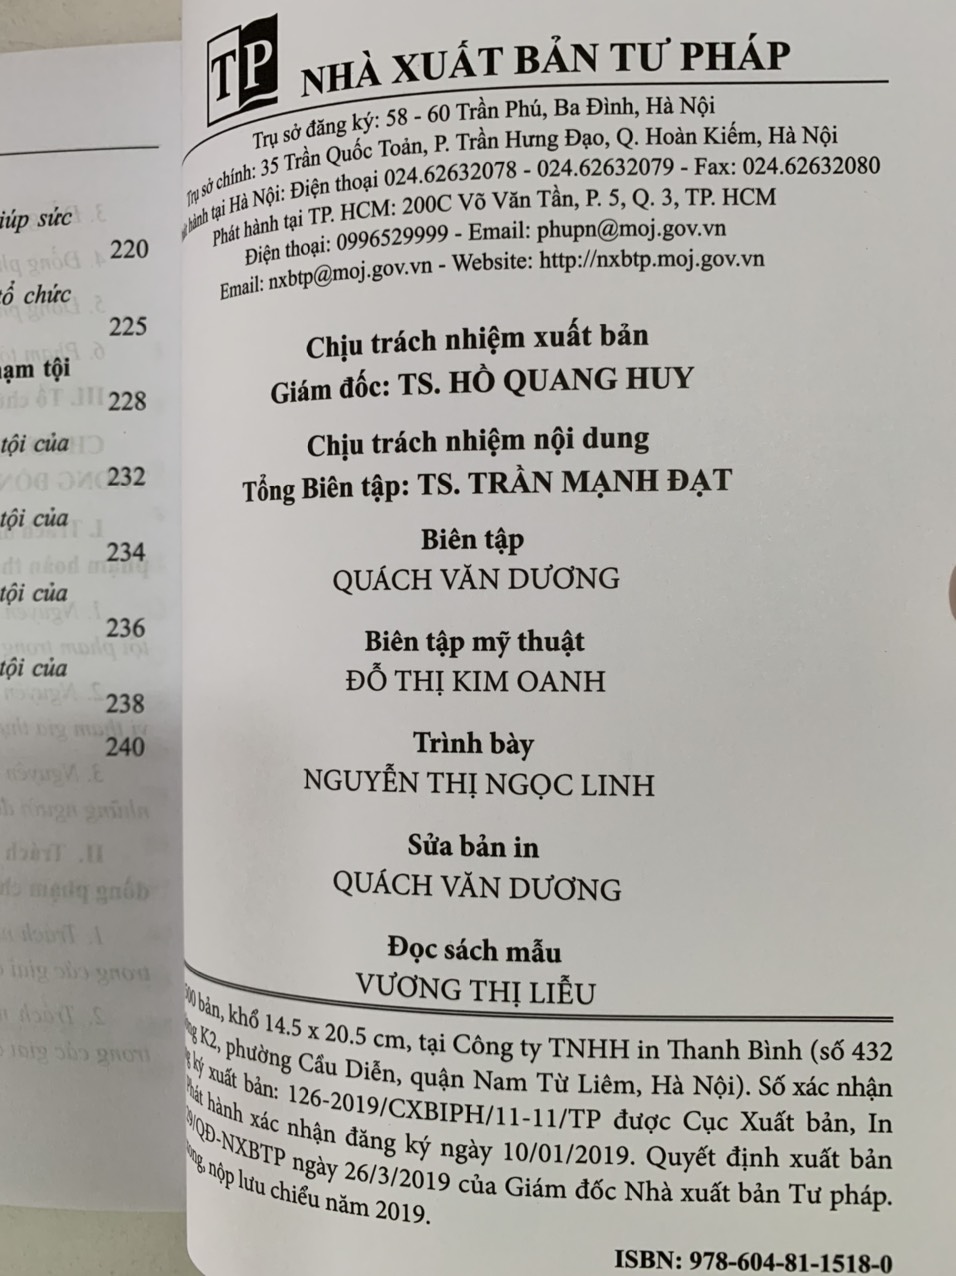 iúp sức
220
tổ chức
225
ạm tội
228
tội của
232
tội của
234
tội của
236
tội của
238
240
TP
NHÀ XUẤT BẢN TƯ PHÁP
Trụ sở đăng ký: 58 - 60 Trần Phú, Ba Đình, Hà Nội
Trụ sở chính: 35 Trần Quốc Toản, P. Trần Hưng Đạo, Q. Hoàn Kiếm, Hà Nội
hành tại Hà Nội: Điện thoại 024.62632078 - 024.62632079 - Fax: 024.62632080
Phát hành tại TP. HCM: 200C Võ Văn Tần, P. 5, Q. 3, TP. HCM
Điện thoại: 0996529999 - Email: phupn@moj.gov.vn
Email: nxbtp@moj.gov.vn - Website: http://nxbtp.moj.gov.vn
Chịu trách nhiệm xuất bản
Giám đốc: TS. HỒ QUANG HUY
Chịu trách nhiệm nội dung
Tổng Biên tập: TS. TRẦN MẠNH ĐẠT
Biên tập
QUÁCH VĂN DƯƠNG
Biên tập mỹ thuật
ĐỖ THỊ KIM OANH
Trình bày
NGUYỄN THỊ NGỌC LINH
Sửa bản in
QUÁCH VĂN DƯƠNG
Đọc sách mẫu
VƯƠNG THỊ LIỄU
bản, khổ 14.5 x 20.5 cm, tại Công ty TNHH in Thanh Bình (số 432
K2, phường Cầu Diễn, quận Nam Từ Liêm, Hà Nội). Số xác nhận
ký xuất bản: 126-2019/CXBIPH/11-11/TP được Cục Xuất bản, In
Phát hành xác nhận đăng ký ngày 10/01/2019. Quyết định xuất bản
/QĐ-NXBTP ngày 26/3/2019 của Giám đốc Nhà xuất bản Tư pháp.
nộp lưu chiểu năm 2019.
ISBN: 978-604-81-1518-0